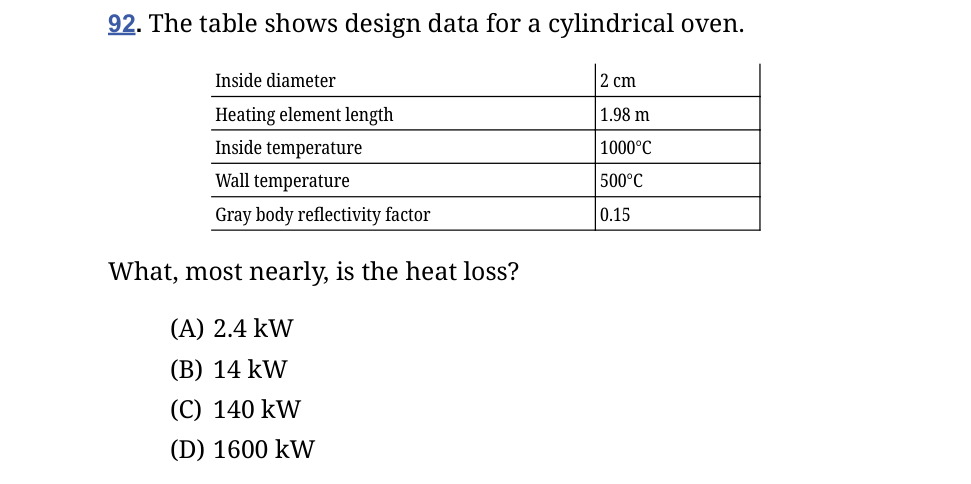 92. The table shows design data for a cylindrical oven.
Inside diameter 2 cm
Heating element length 1.98 m
Inside temperature 1000°C
Wall temperature 500°C
Gray body reflectivity factor 0.15
What, most nearly, is the heat loss?
(A) 2.4 kW
(B) 14 kW
(C) 140 kW
(D) 1600 kW